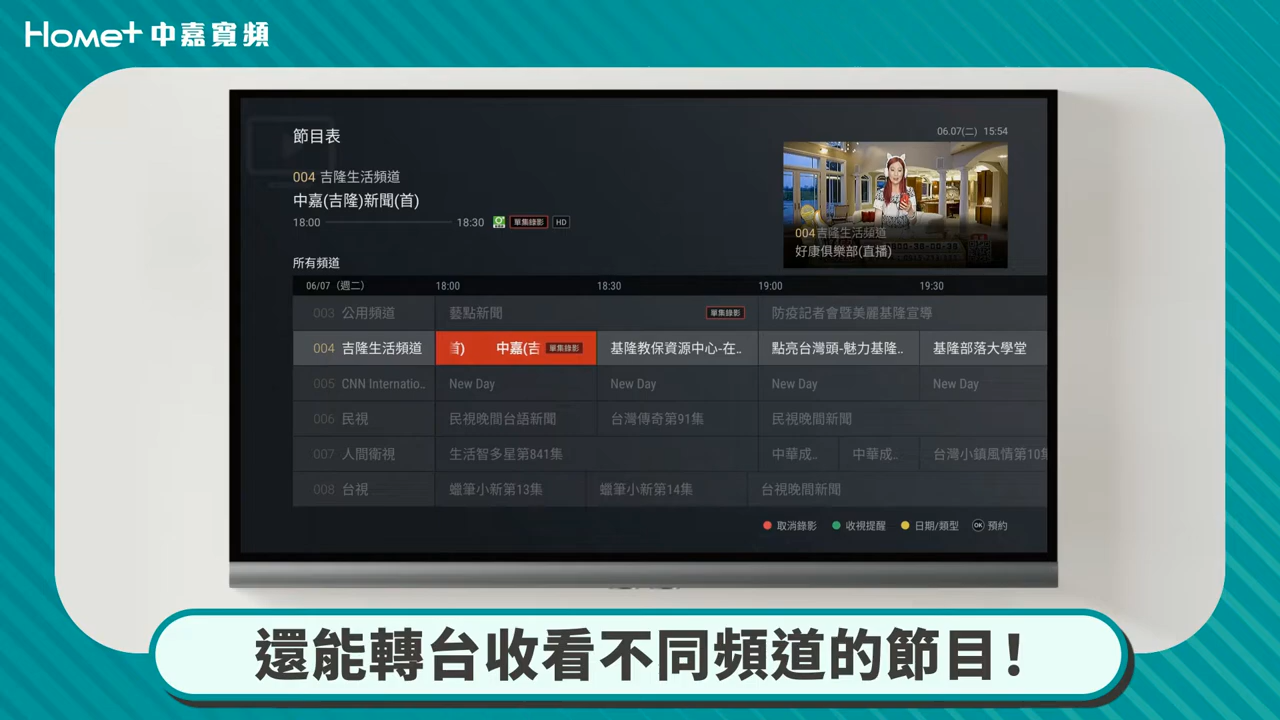 Home+ 中嘉寬頻
節目表
06.07(二) 15:54
004 吉隆生活頻道
中嘉(吉隆)新聞(首)
18:00 18:30 單集錄影 HD
004吉隆生活頻道
好康俱樂部(直播)
所有頻道
06/07 (週二) 18:00 18:30 19:00 19:30
003 公用頻道 藝點新聞 單集錄影 防疫記者會暨美麗基隆宣導
004 吉隆生活頻道 首) 中嘉(吉 單集錄影 基隆教保資源中心-在.. 點亮台灣頭-魅力基隆.. 基隆部落大學堂
005 CNN Internatio.. New Day New Day New Day New Day
006 民視 民視晚間台語新聞 台灣傳奇第91集 民視晚間新聞
007 人間衛視 生活智多星第841集 中華成.. 中華成.. 台灣小鎮風情第10集
008 台視 蠟筆小新第13集 蠟筆小新第14集 台視晚間新聞
取消錄影 收視提醒 日期/類型 OK 預約
還能轉台收看不同頻道的節目!